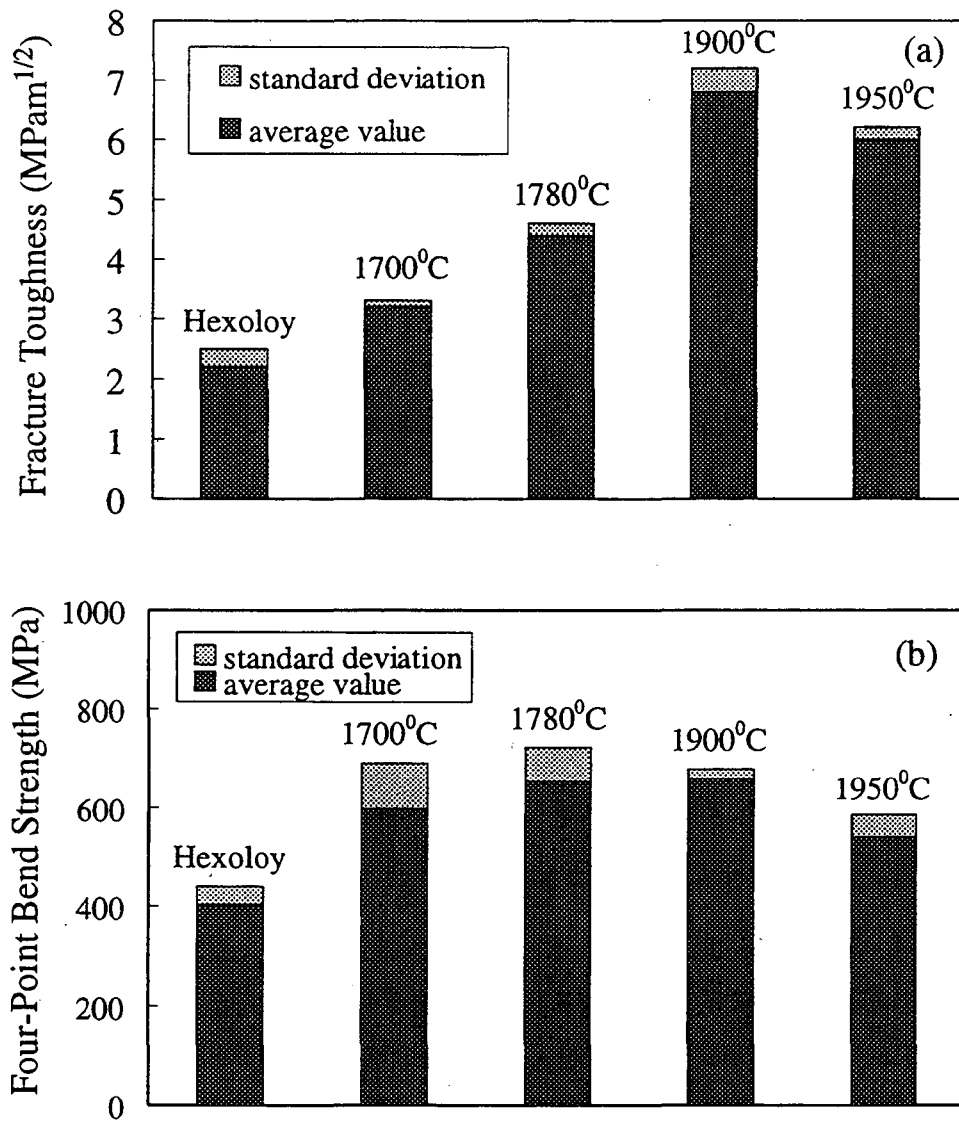 8
7
6
5
4
3
2
1
0
Fracture Toughness (MPam^1/2)
(a)
standard deviation
average value
Hexoloy
1700⁰C
1780⁰C
1900⁰C
1950⁰C
1000
800
600
400
200
0
Four-Point Bend Strength (MPa)
(b)
standard deviation
average value
Hexoloy
1700⁰C
1780⁰C
1900⁰C
1950⁰C